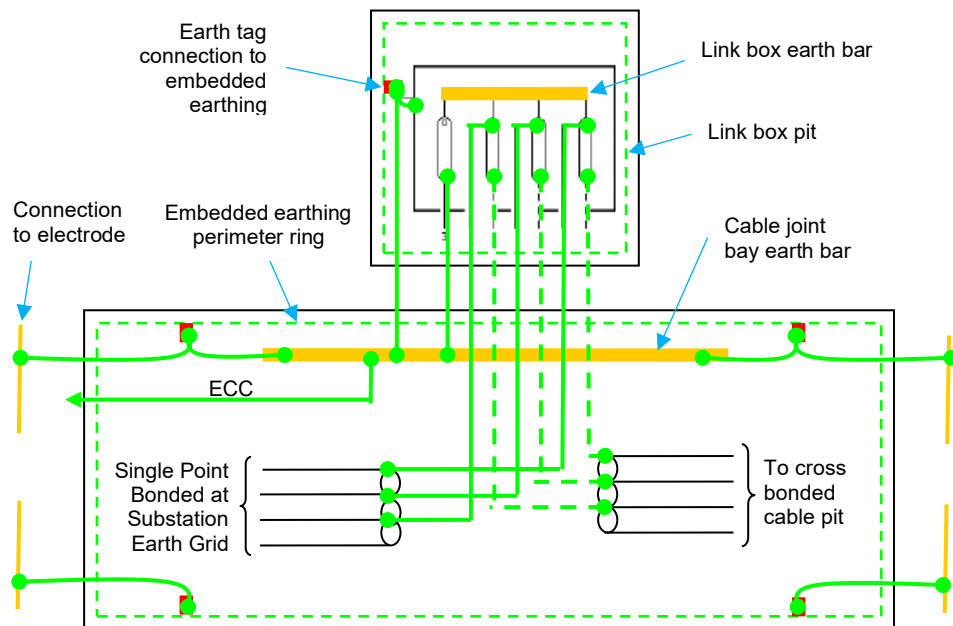 Earth tag
connection to
embedded
earthing
Link box earth bar
Link box pit
Connection
to electrode
Embedded earthing
perimeter ring
Cable joint
bay earth bar
ECC
Single Point
Bonded at
Substation
Earth Grid
To cross
bonded
cable pit